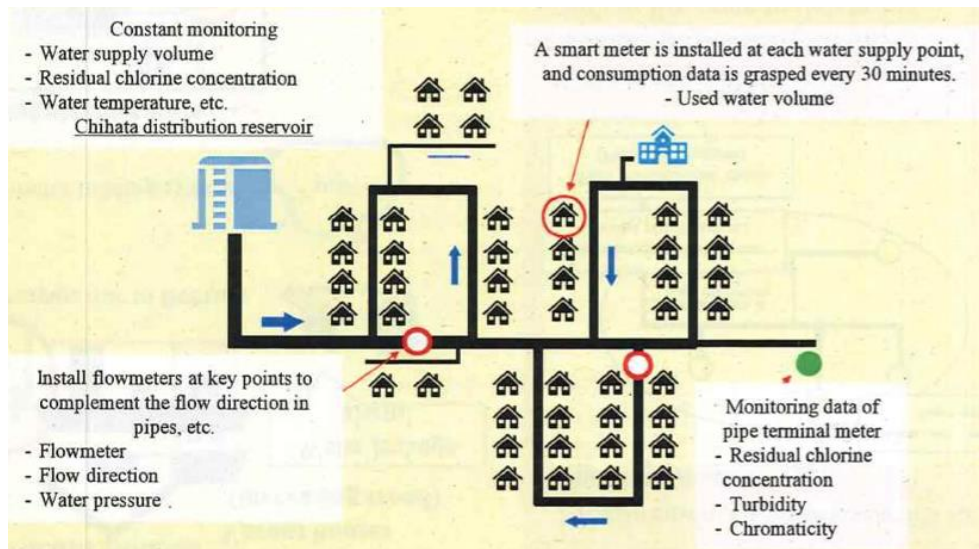 Constant monitoring
- Water supply volume
- Residual chlorine concentration
- Water temperature, etc.
Chihata distribution reservoir
A smart meter is installed at each water supply point,
and consumption data is grasped every 30 minutes.
- Used water volume
Install flowmeters at key points to
complement the flow direction in
pipes, etc.
- Flowmeter
- Flow direction
- Water pressure
Monitoring data of
pipe terminal meter
- Residual chlorine
concentration
- Turbidity
- Chromaticity